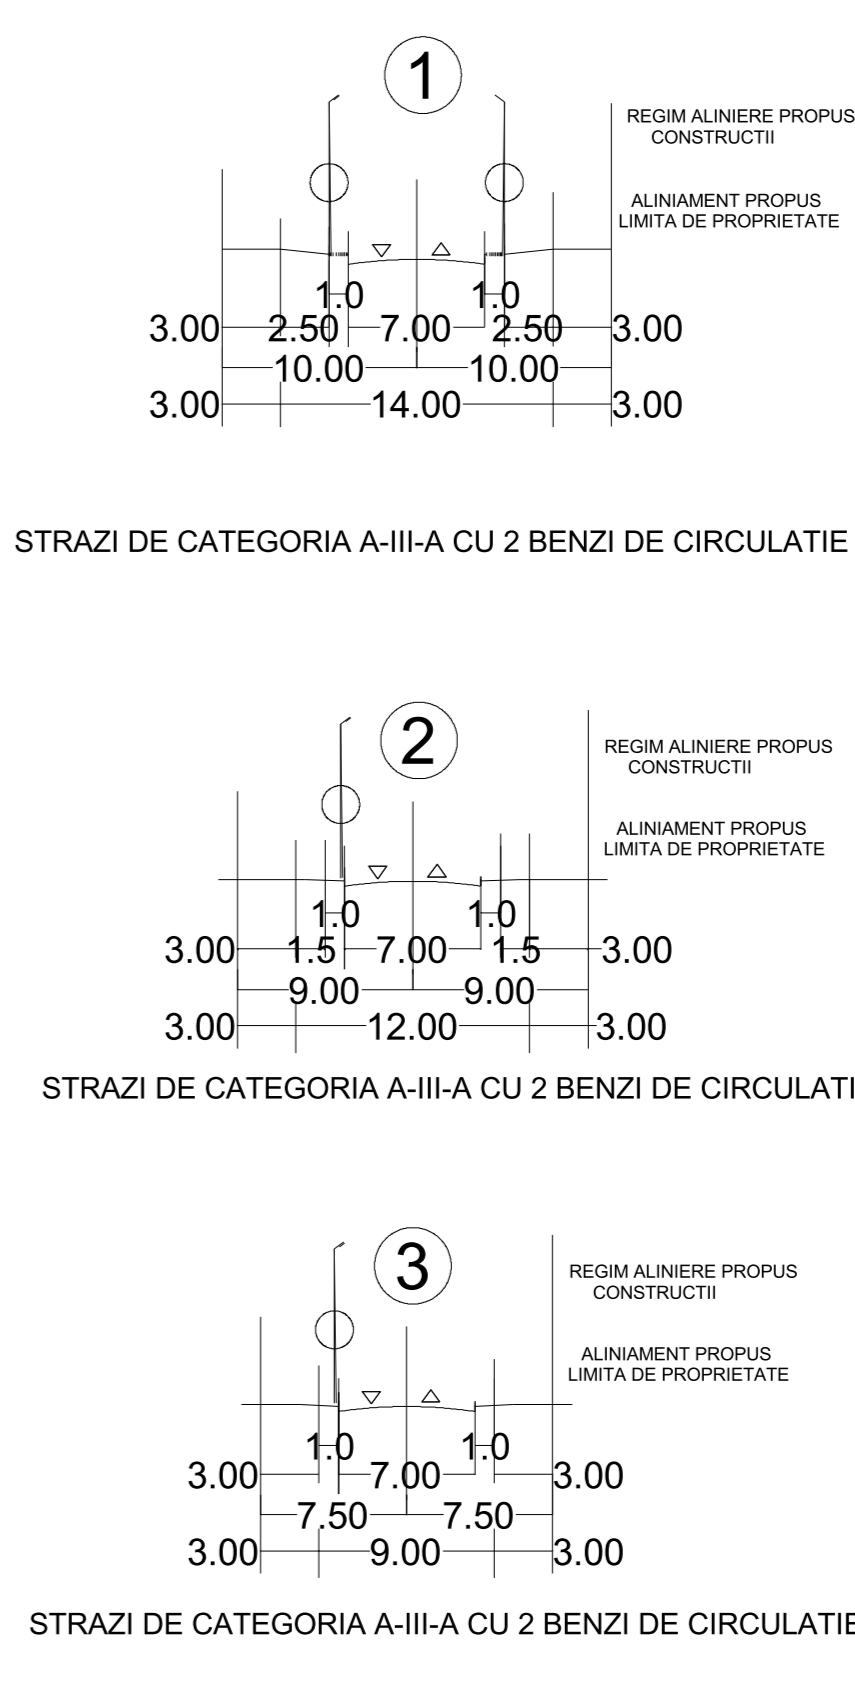 1
REGIM ALINIERE PROPUS
CONSTRUCTII
ALINIAMENT PROPUS
LIMITA DE PROPRIETATE
1.0 1.0
3.00 2.50 7.00 2.50 3.00
10.00 10.00
3.00 14.00 3.00
STRAZI DE CATEGORIA A-III-A CU 2 BENZI DE CIRCULATIE
2
REGIM ALINIERE PROPUS
CONSTRUCTII
ALINIAMENT PROPUS
LIMITA DE PROPRIETATE
1.0 1.0
3.00 1.5 7.00 1.5 3.00
9.00 9.00
3.00 12.00 3.00
STRAZI DE CATEGORIA A-III-A CU 2 BENZI DE CIRCULATI
3
REGIM ALINIERE PROPUS
CONSTRUCTII
ALINIAMENT PROPUS
LIMITA DE PROPRIETATE
1.0 1.0
3.00 7.00 3.00
7.50 7.50
3.00 9.00 3.00
STRAZI DE CATEGORIA A-III-A CU 2 BENZI DE CIRCULATIE